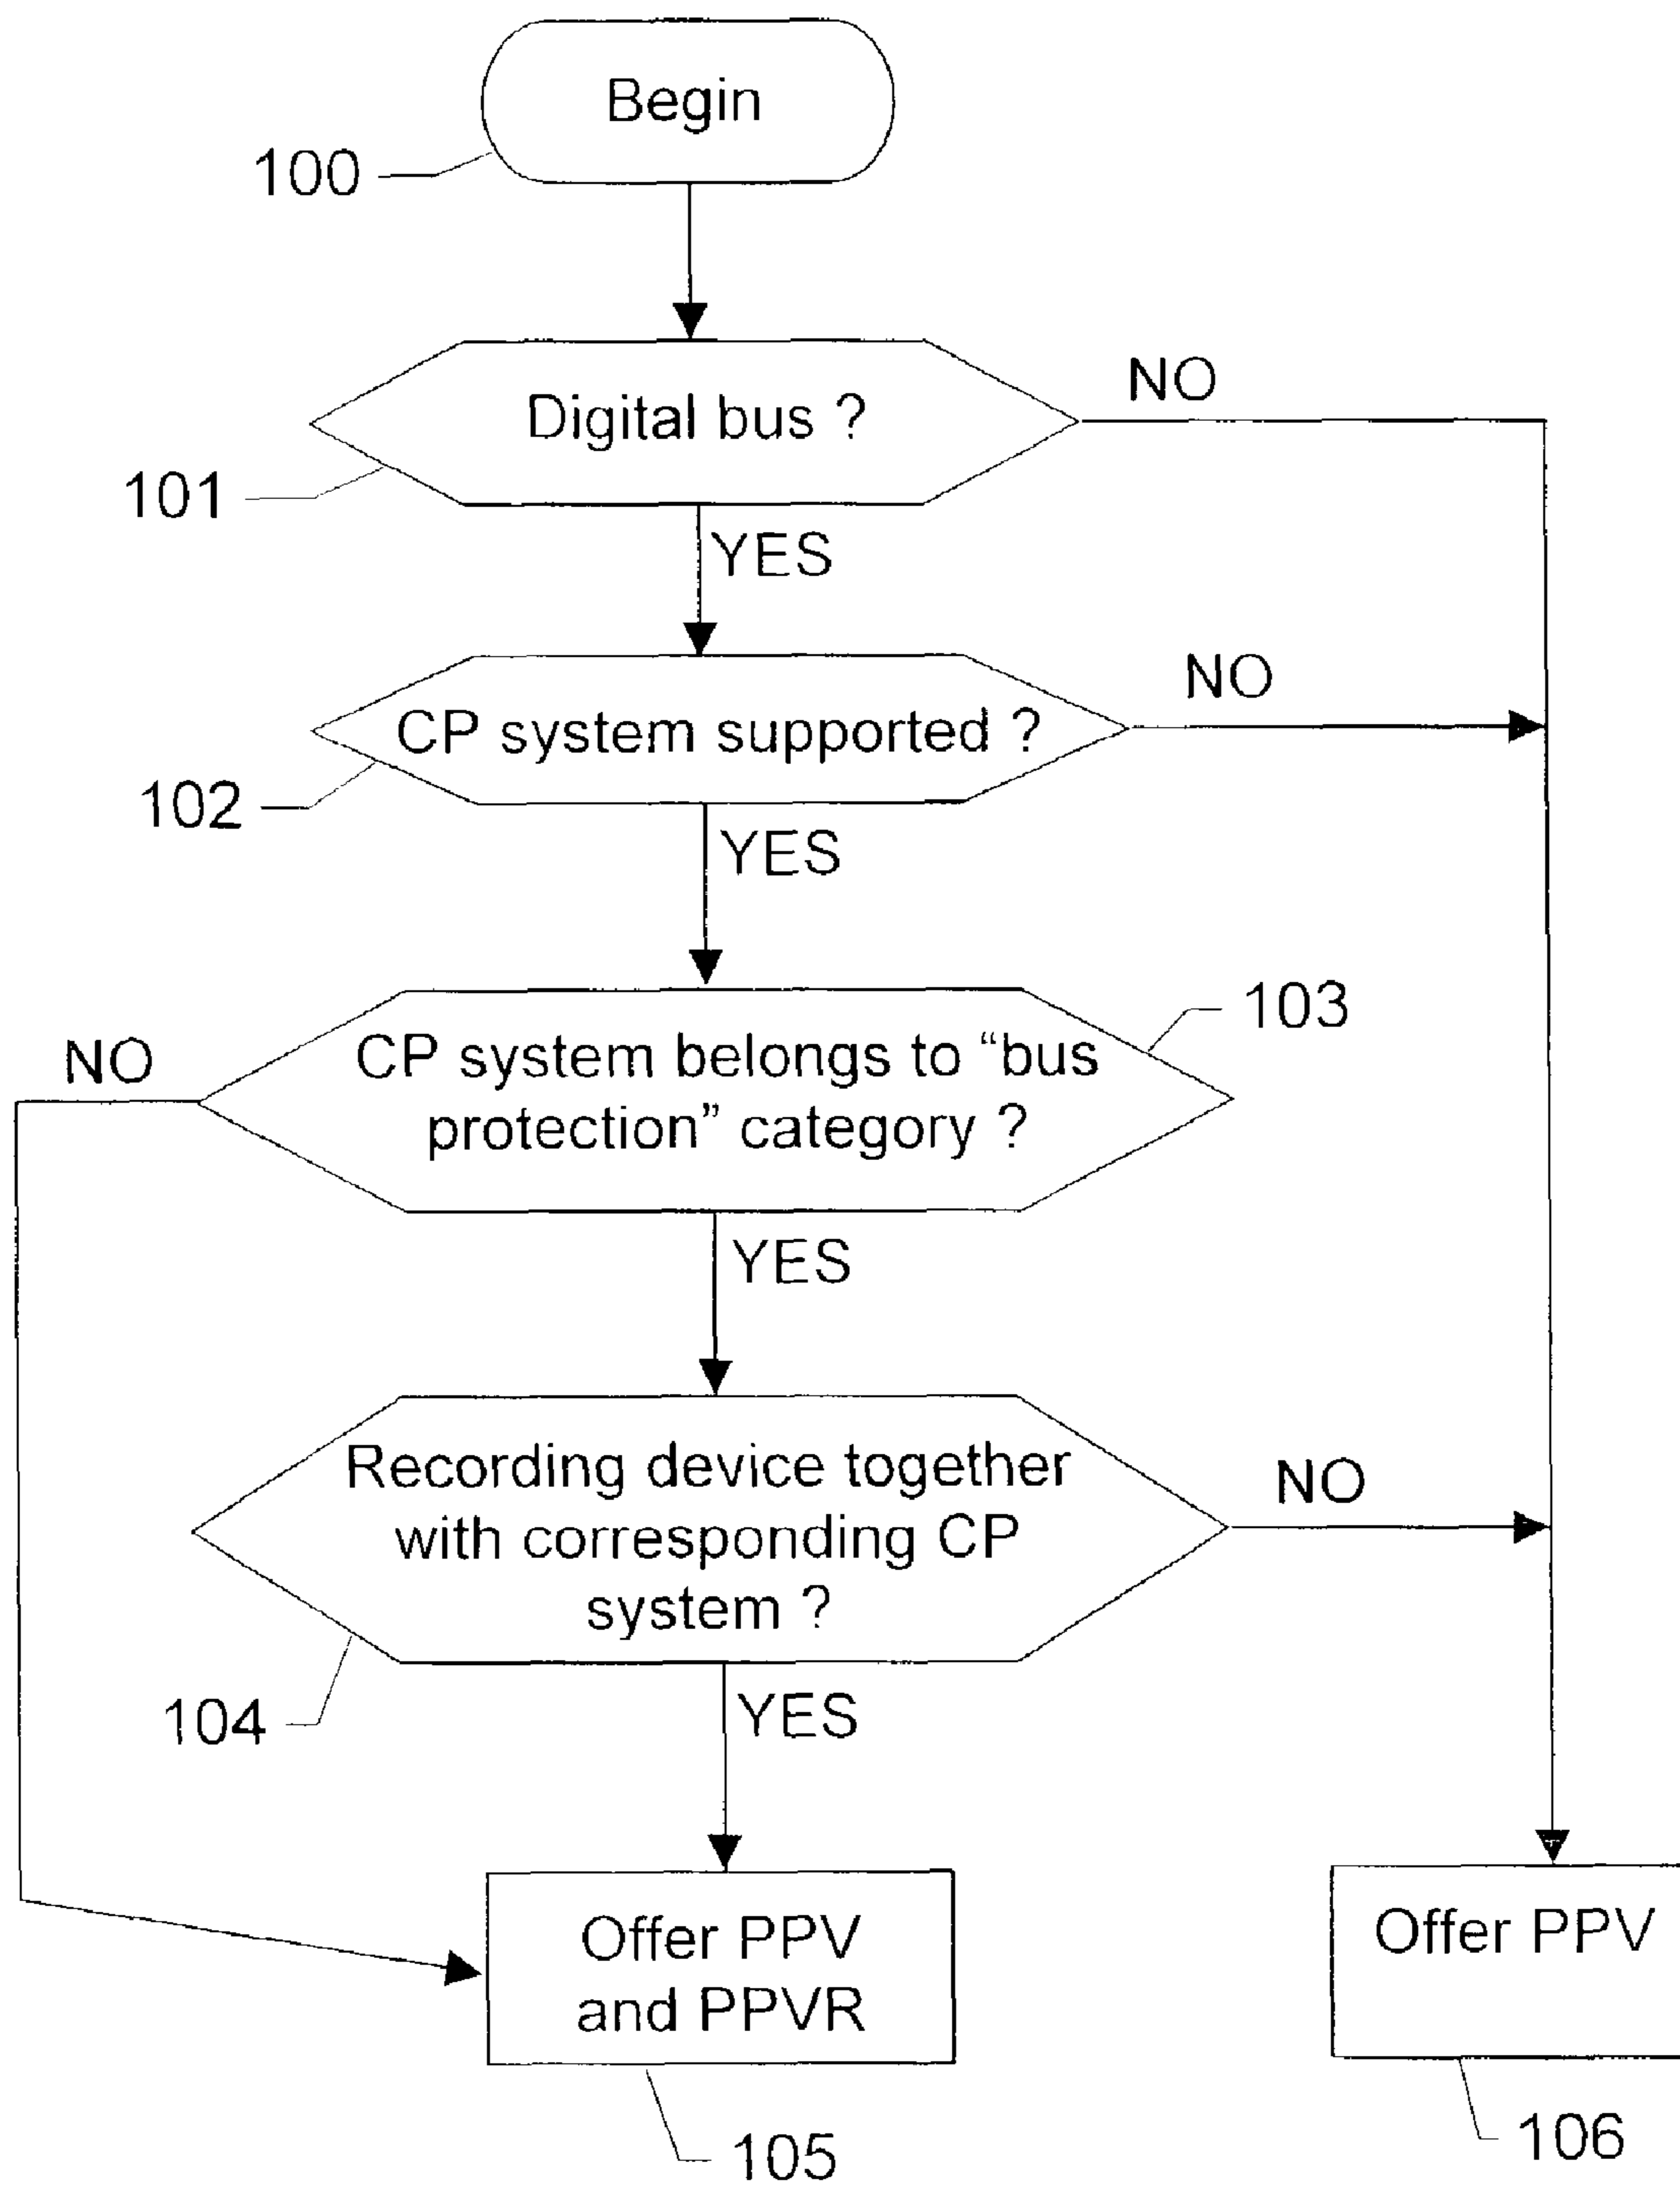 Begin
100
Digital bus ?
NO
101
YES
CP system supported ?
NO
102
YES
103
CP system belongs to “bus
protection” category ?
NO
YES
Recording device together
with corresponding CP
system ?
NO
104
YES
Offer PPV
and PPVR
Offer PPV
105
106